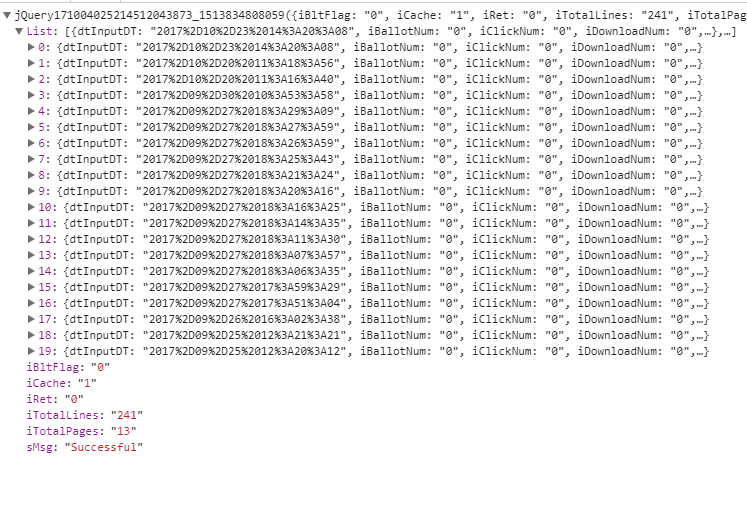 jQuery171004025214512043873_1513834808059({iBltFlag: "0", iCache: "1", iRet: "0", iTotalLines: "241", iTotalPag
List: [{dtInputDT: "2017%2D10%2D23%2014%3A20%3A08", iBallotNum: "0", iClickNum: "0", iDownloadNum: "0",…},…]
0: {dtInputDT: "2017%2D10%2D23%2014%3A20%3A08", iBallotNum: "0", iClickNum: "0", iDownloadNum: "0",…}
1: {dtInputDT: "2017%2D10%2D20%2011%3A18%3A56", iBallotNum: "0", iClickNum: "0", iDownloadNum: "0",…}
2: {dtInputDT: "2017%2D10%2D20%2011%3A16%3A40", iBallotNum: "0", iClickNum: "0", iDownloadNum: "0",…}
3: {dtInputDT: "2017%2D09%2D30%2010%3A53%3A58", iBallotNum: "0", iClickNum: "0", iDownloadNum: "0",…}
4: {dtInputDT: "2017%2D09%2D27%2018%3A29%3A09", iBallotNum: "0", iClickNum: "0", iDownloadNum: "0",…}
5: {dtInputDT: "2017%2D09%2D27%2018%3A27%3A59", iBallotNum: "0", iClickNum: "0", iDownloadNum: "0",…}
6: {dtInputDT: "2017%2D09%2D27%2018%3A26%3A59", iBallotNum: "0", iClickNum: "0", iDownloadNum: "0",…}
7: {dtInputDT: "2017%2D09%2D27%2018%3A25%3A43", iBallotNum: "0", iClickNum: "0", iDownloadNum: "0",…}
8: {dtInputDT: "2017%2D09%2D27%2018%3A21%3A24", iBallotNum: "0", iClickNum: "0", iDownloadNum: "0",…}
9: {dtInputDT: "2017%2D09%2D27%2018%3A20%3A16", iBallotNum: "0", iClickNum: "0", iDownloadNum: "0",…}
10: {dtInputDT: "2017%2D09%2D27%2018%3A16%3A25", iBallotNum: "0", iClickNum: "0", iDownloadNum: "0",…}
11: {dtInputDT: "2017%2D09%2D27%2018%3A14%3A35", iBallotNum: "0", iClickNum: "0", iDownloadNum: "0",…}
12: {dtInputDT: "2017%2D09%2D27%2018%3A11%3A30", iBallotNum: "0", iClickNum: "0", iDownloadNum: "0",…}
13: {dtInputDT: "2017%2D09%2D27%2018%3A07%3A57", iBallotNum: "0", iClickNum: "0", iDownloadNum: "0",…}
14: {dtInputDT: "2017%2D09%2D27%2018%3A06%3A35", iBallotNum: "0", iClickNum: "0", iDownloadNum: "0",…}
15: {dtInputDT: "2017%2D09%2D27%2017%3A59%3A29", iBallotNum: "0", iClickNum: "0", iDownloadNum: "0",…}
16: {dtInputDT: "2017%2D09%2D27%2017%3A51%3A04", iBallotNum: "0", iClickNum: "0", iDownloadNum: "0",…}
17: {dtInputDT: "2017%2D09%2D26%2016%3A02%3A38", iBallotNum: "0", iClickNum: "0", iDownloadNum: "0",…}
18: {dtInputDT: "2017%2D09%2D25%2012%3A21%3A21", iBallotNum: "0", iClickNum: "0", iDownloadNum: "0",…}
19: {dtInputDT: "2017%2D09%2D25%2012%3A20%3A12", iBallotNum: "0", iClickNum: "0", iDownloadNum: "0",…}
iBltFlag: "0"
iCache: "1"
iRet: "0"
iTotalLines: "241"
iTotalPages: "13"
sMsg: "Successful"